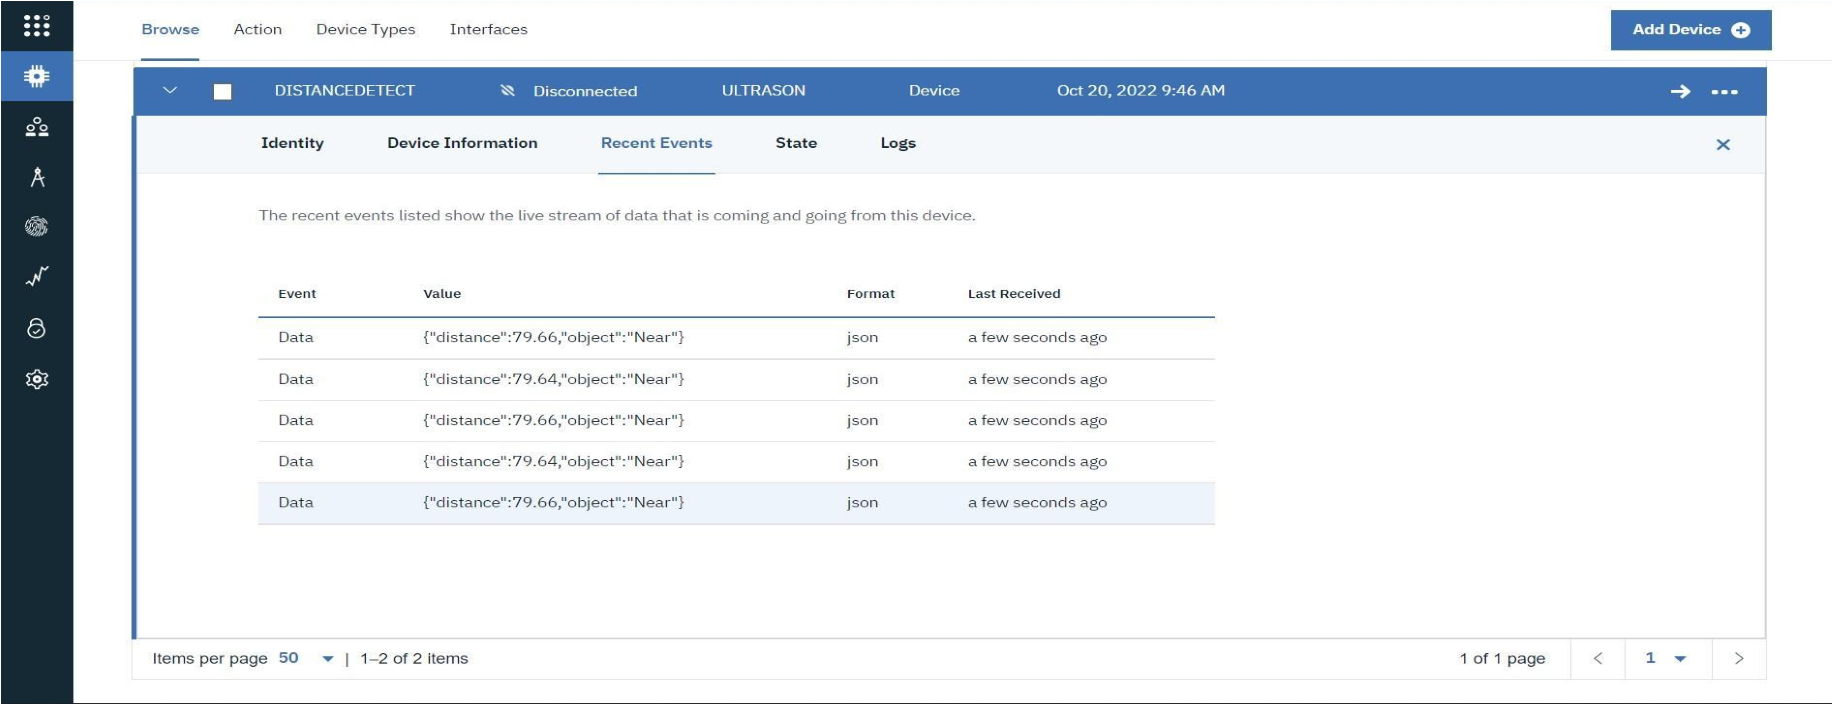 Browse Action Device Types Interfaces Add Device
DISTANCEDETECT Disconnected ULTRASON Device Oct 20, 2022 9:46 AM
Identity Device Information Recent Events State Logs
The recent events listed show the live stream of data that is coming and going from this device.
Event Value Format Last Received
Data {"distance":79.66,"object":"Near"} json a few seconds ago
Data {"distance":79.64,"object":"Near"} json a few seconds ago
Data {"distance":79.66,"object":"Near"} json a few seconds ago
Data {"distance":79.64,"object":"Near"} json a few seconds ago
Data {"distance":79.66,"object":"Near"} json a few seconds ago
Items per page 50 | 1–2 of 2 items 1 of 1 page 1